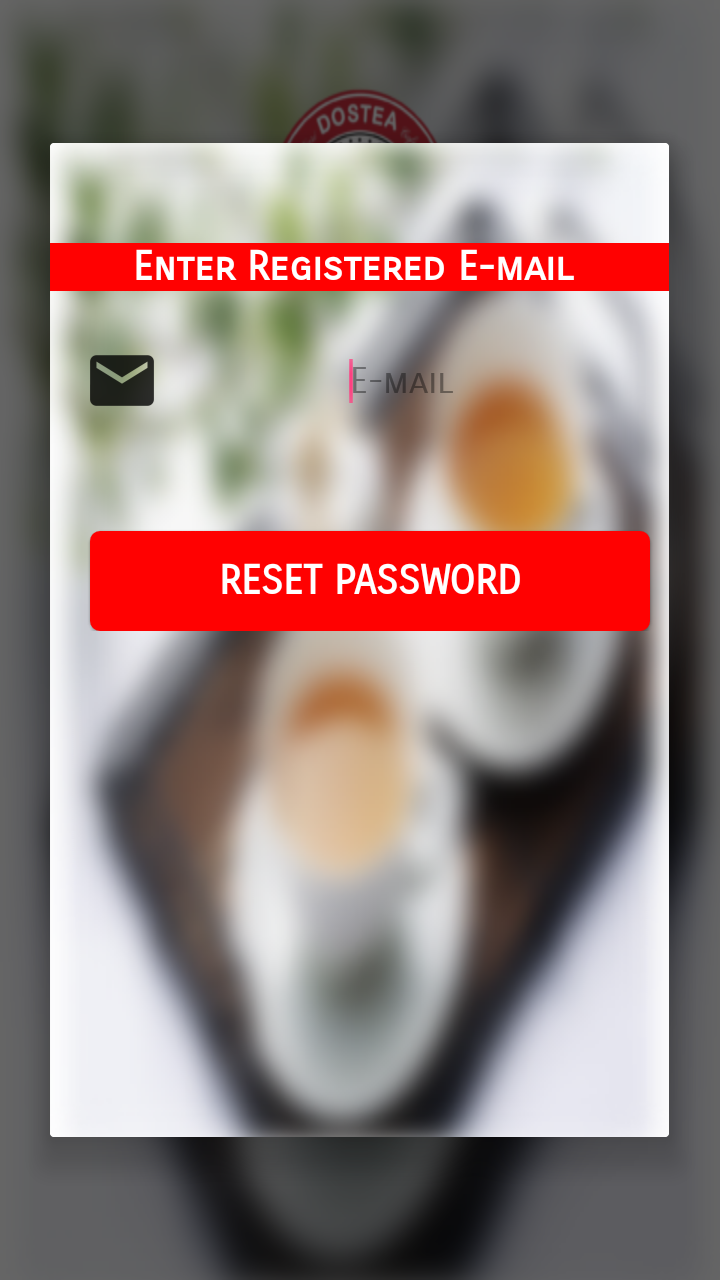 DOSTEA
Enter Registered E-mail
E-mail
RESET PASSWORD